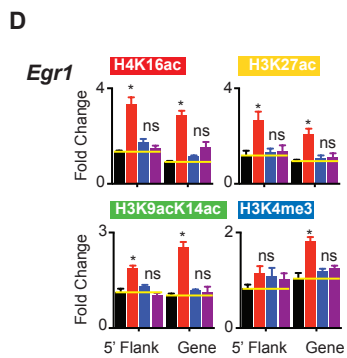 D
Egr1
H4K16ac
H3K27ac
Fold Change
4
0
*
ns
*
ns
4
0
*
ns
*
ns
H3K9acK14ac
H3K4me3
Fold Change
3
0
*
ns
*
ns
2
0
ns
*
ns
5' Flank Gene
5' Flank Gene